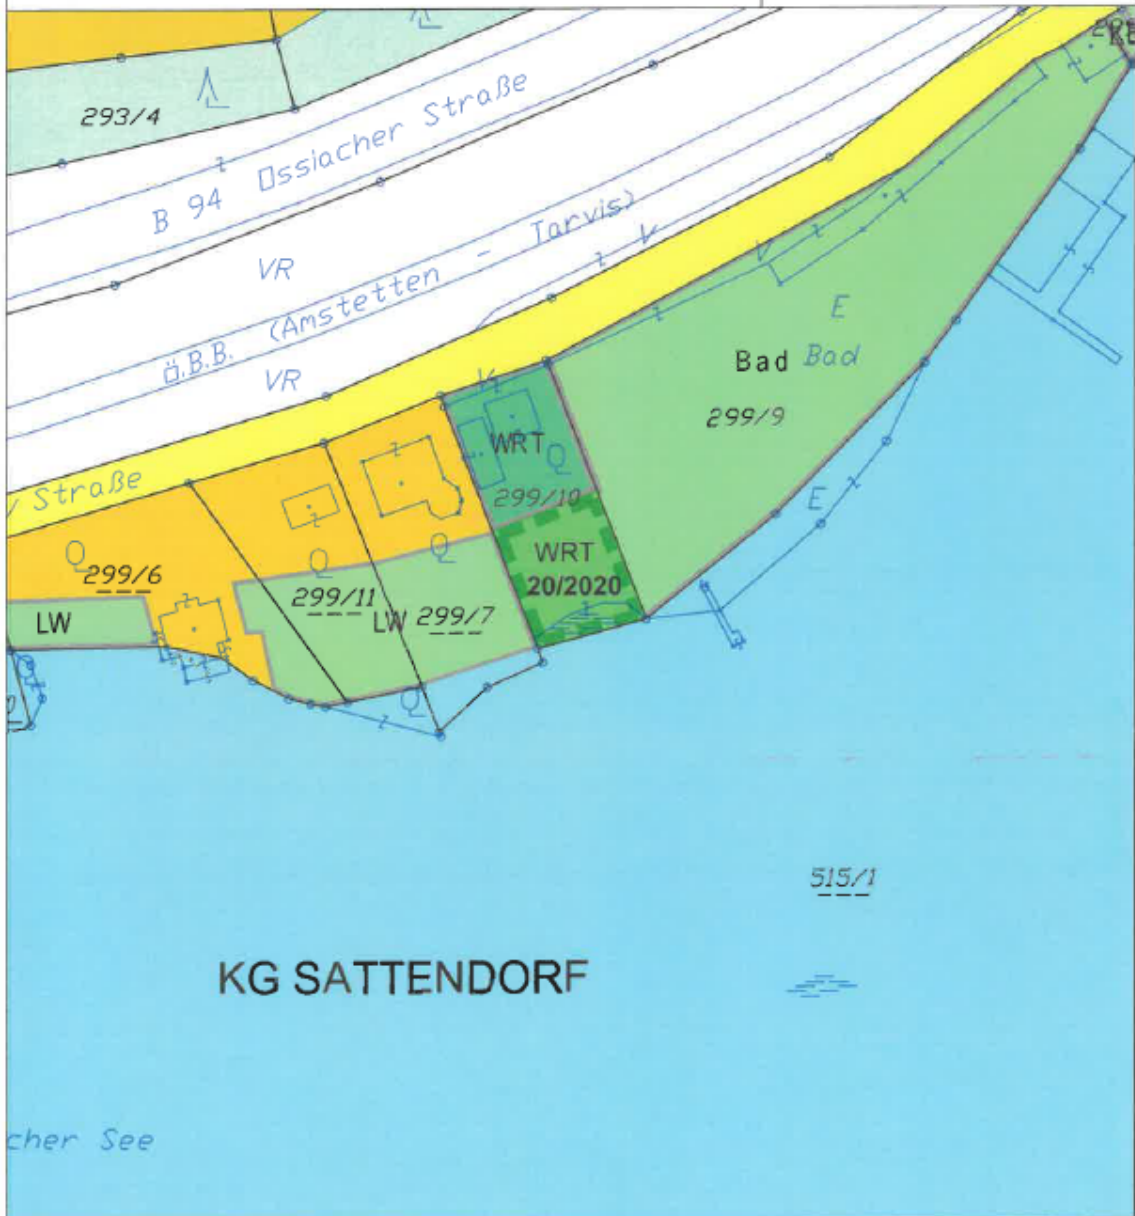 293/4
B 94 Ossiacher Straße
VR
Ö.B.B. (Amstetten - Tarvis)
VR
E
Bad Bad
299/9
Straße
WRT
Q
299/10
E
Q
299/6
Q
Q
WRT
20/2020
299/11
LW
LW 299/7
Q
515/1
KG SATTENDORF
cher See